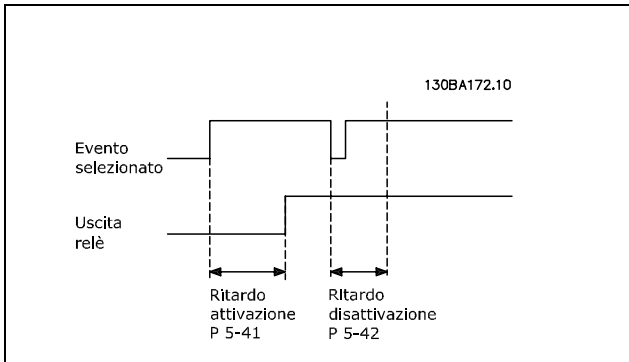 130BA172.10
Evento
selezionato
Uscita
relè
Ritardo
attivazione
P 5-41
RItardo
disattivazione
P 5-42